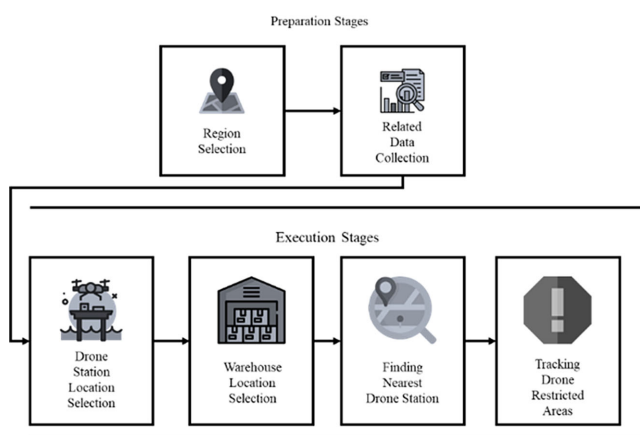 Preparation Stages
Region
Selection
Related
Data
Collection
Execution Stages
Drone
Station
Location
Selection
Warehouse
Location
Selection
Finding
Nearest
Drone Station
Tracking
Drone
Restricted
Areas